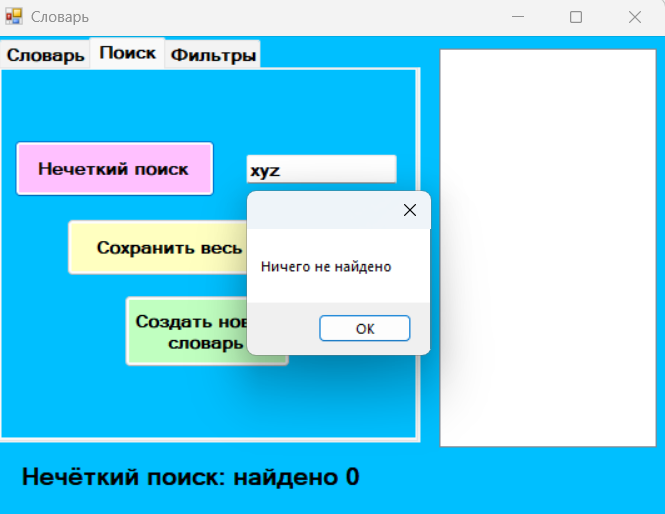 Словарь
Словарь Поиск Фильтры
Нечеткий поиск
xyz
Сохранить весь
Ничего не найдено
OK
Создать нов
словарь
Нечёткий поиск: найдено 0